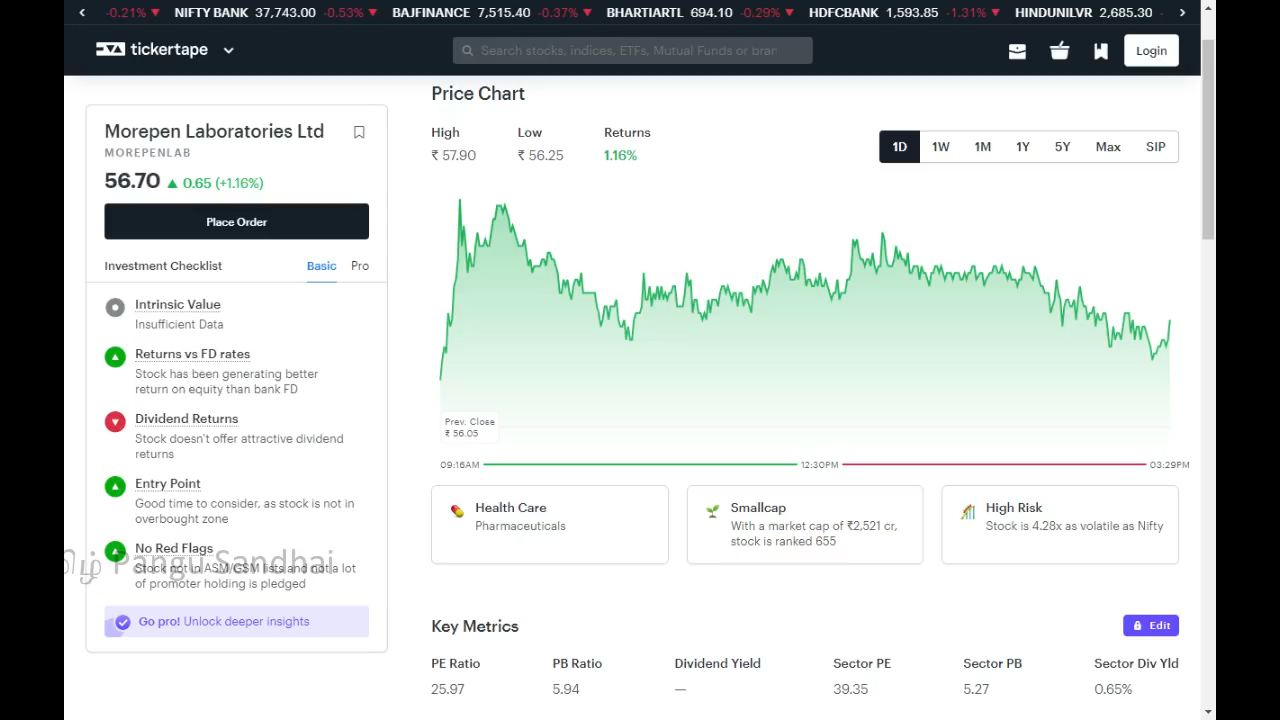 -0.21% ▼ NIFTY BANK 37,743.00 -0.53% ▼ BAJFINANCE 7,515.40 -0.37% ▼ BHARTIARTL 694.10 -0.29% ▼ HDFCBANK 1,593.85 -1.31% ▼ HINDUNILVR 2,685.30
tickertape
Search stocks, indices, ETFs, Mutual Funds or bran
Login
Morepen Laboratories Ltd
MOREPENLAB
56.70 ▲ 0.65 (+1.16%)
Place Order
Investment Checklist Basic Pro
Intrinsic Value
Insufficient Data
Returns vs FD rates
Stock has been generating better
return on equity than bank FD
Dividend Returns
Stock doesn't offer attractive dividend
returns
Entry Point
Good time to consider, as stock is not in
overbought zone
No Red Flags
Stock not in ASM/GSM lists and not a lot
of promoter holding is pledged
Pangu Sandhai
Go pro! Unlock deeper insights
Price Chart
High Low Returns
₹ 57.90 ₹ 56.25 1.16%
1D 1W 1M 1Y 5Y Max SIP
Prev. Close
₹ 56.05
09:16AM 12:30PM 03:29PM
Health Care
Pharmaceuticals
Smallcap
With a market cap of ₹2,521 cr,
stock is ranked 655
High Risk
Stock is 4.28x as volatile as Nifty
Key Metrics
Edit
PE Ratio PB Ratio Dividend Yield Sector PE Sector PB Sector Div Yld
25.97 5.94 — 39.35 5.27 0.65%